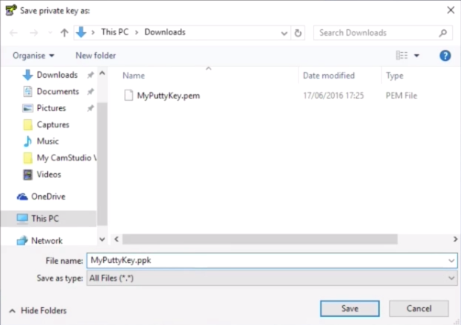 Save private key as:
This PC > Downloads
Search Downloads
Organise New folder
Name Date modified Type
Downloads
Documents
Pictures
Captures
Music
My CamStudio
Videos
OneDrive
This PC
Network
MyPuttyKey.pem 17/06/2016 17:25 PEM File
File name: MyPuttyKey.ppk
Save as type: All Files (*.*)
Hide Folders Save Cancel